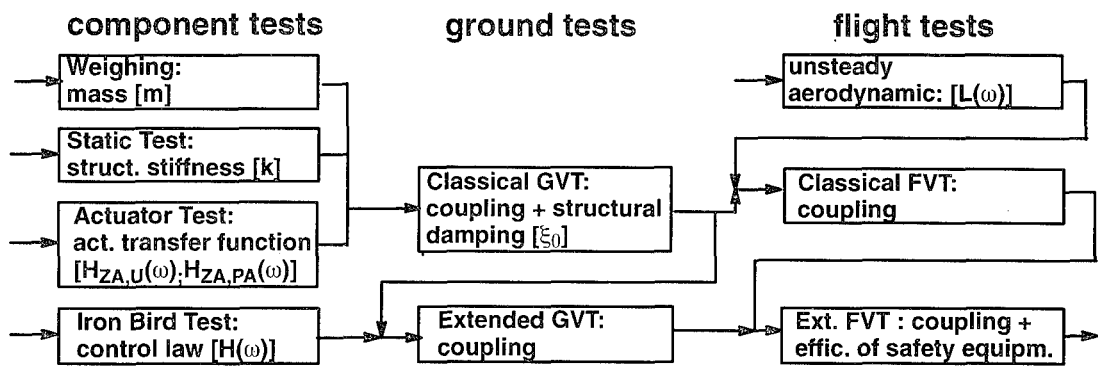 component tests
ground tests
flight tests
Weighing:
mass [m]
Static Test:
struct. stiffness [k]
Actuator Test:
act. transfer function
[H_ZA,U(ω);H_ZA,PA(ω)]
Iron Bird Test:
control law [H(ω)]
Classical GVT:
coupling + structural
damping [ξ₀]
Extended GVT:
coupling
unsteady
aerodynamic: [L(ω)]
Classical FVT:
coupling
Ext. FVT : coupling +
effic. of safety equipm.